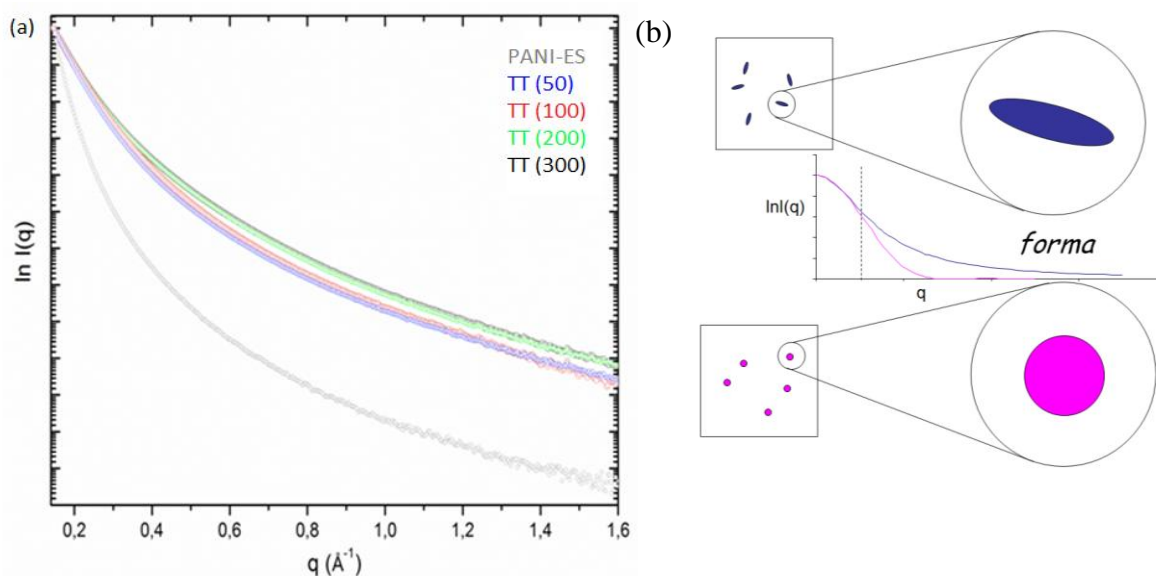 (a)
PANI-ES
TT (50)
TT (100)
TT (200)
TT (300)
ln I(q)
0,2 0,4 0,6 0,8 1,0 1,2 1,4 1,6
q (Å⁻¹)
(b)
lnI(q)
forma
q